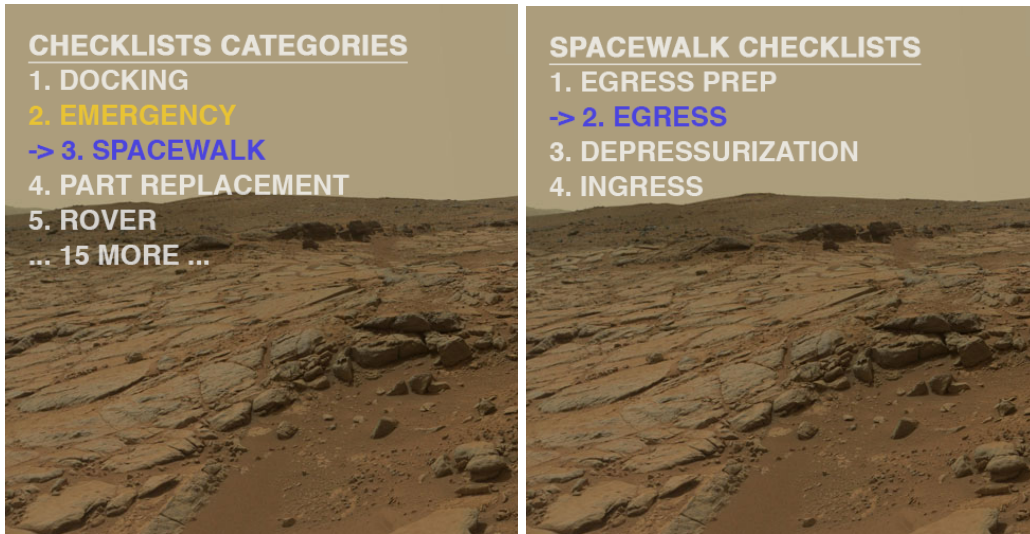 CHECKLISTS CATEGORIES
1. DOCKING
2. EMERGENCY
-> 3. SPACEWALK
4. PART REPLACEMENT
5. ROVER
... 15 MORE ...
SPACEWALK CHECKLISTS
1. EGRESS PREP
-> 2. EGRESS
3. DEPRESSURIZATION
4. INGRESS